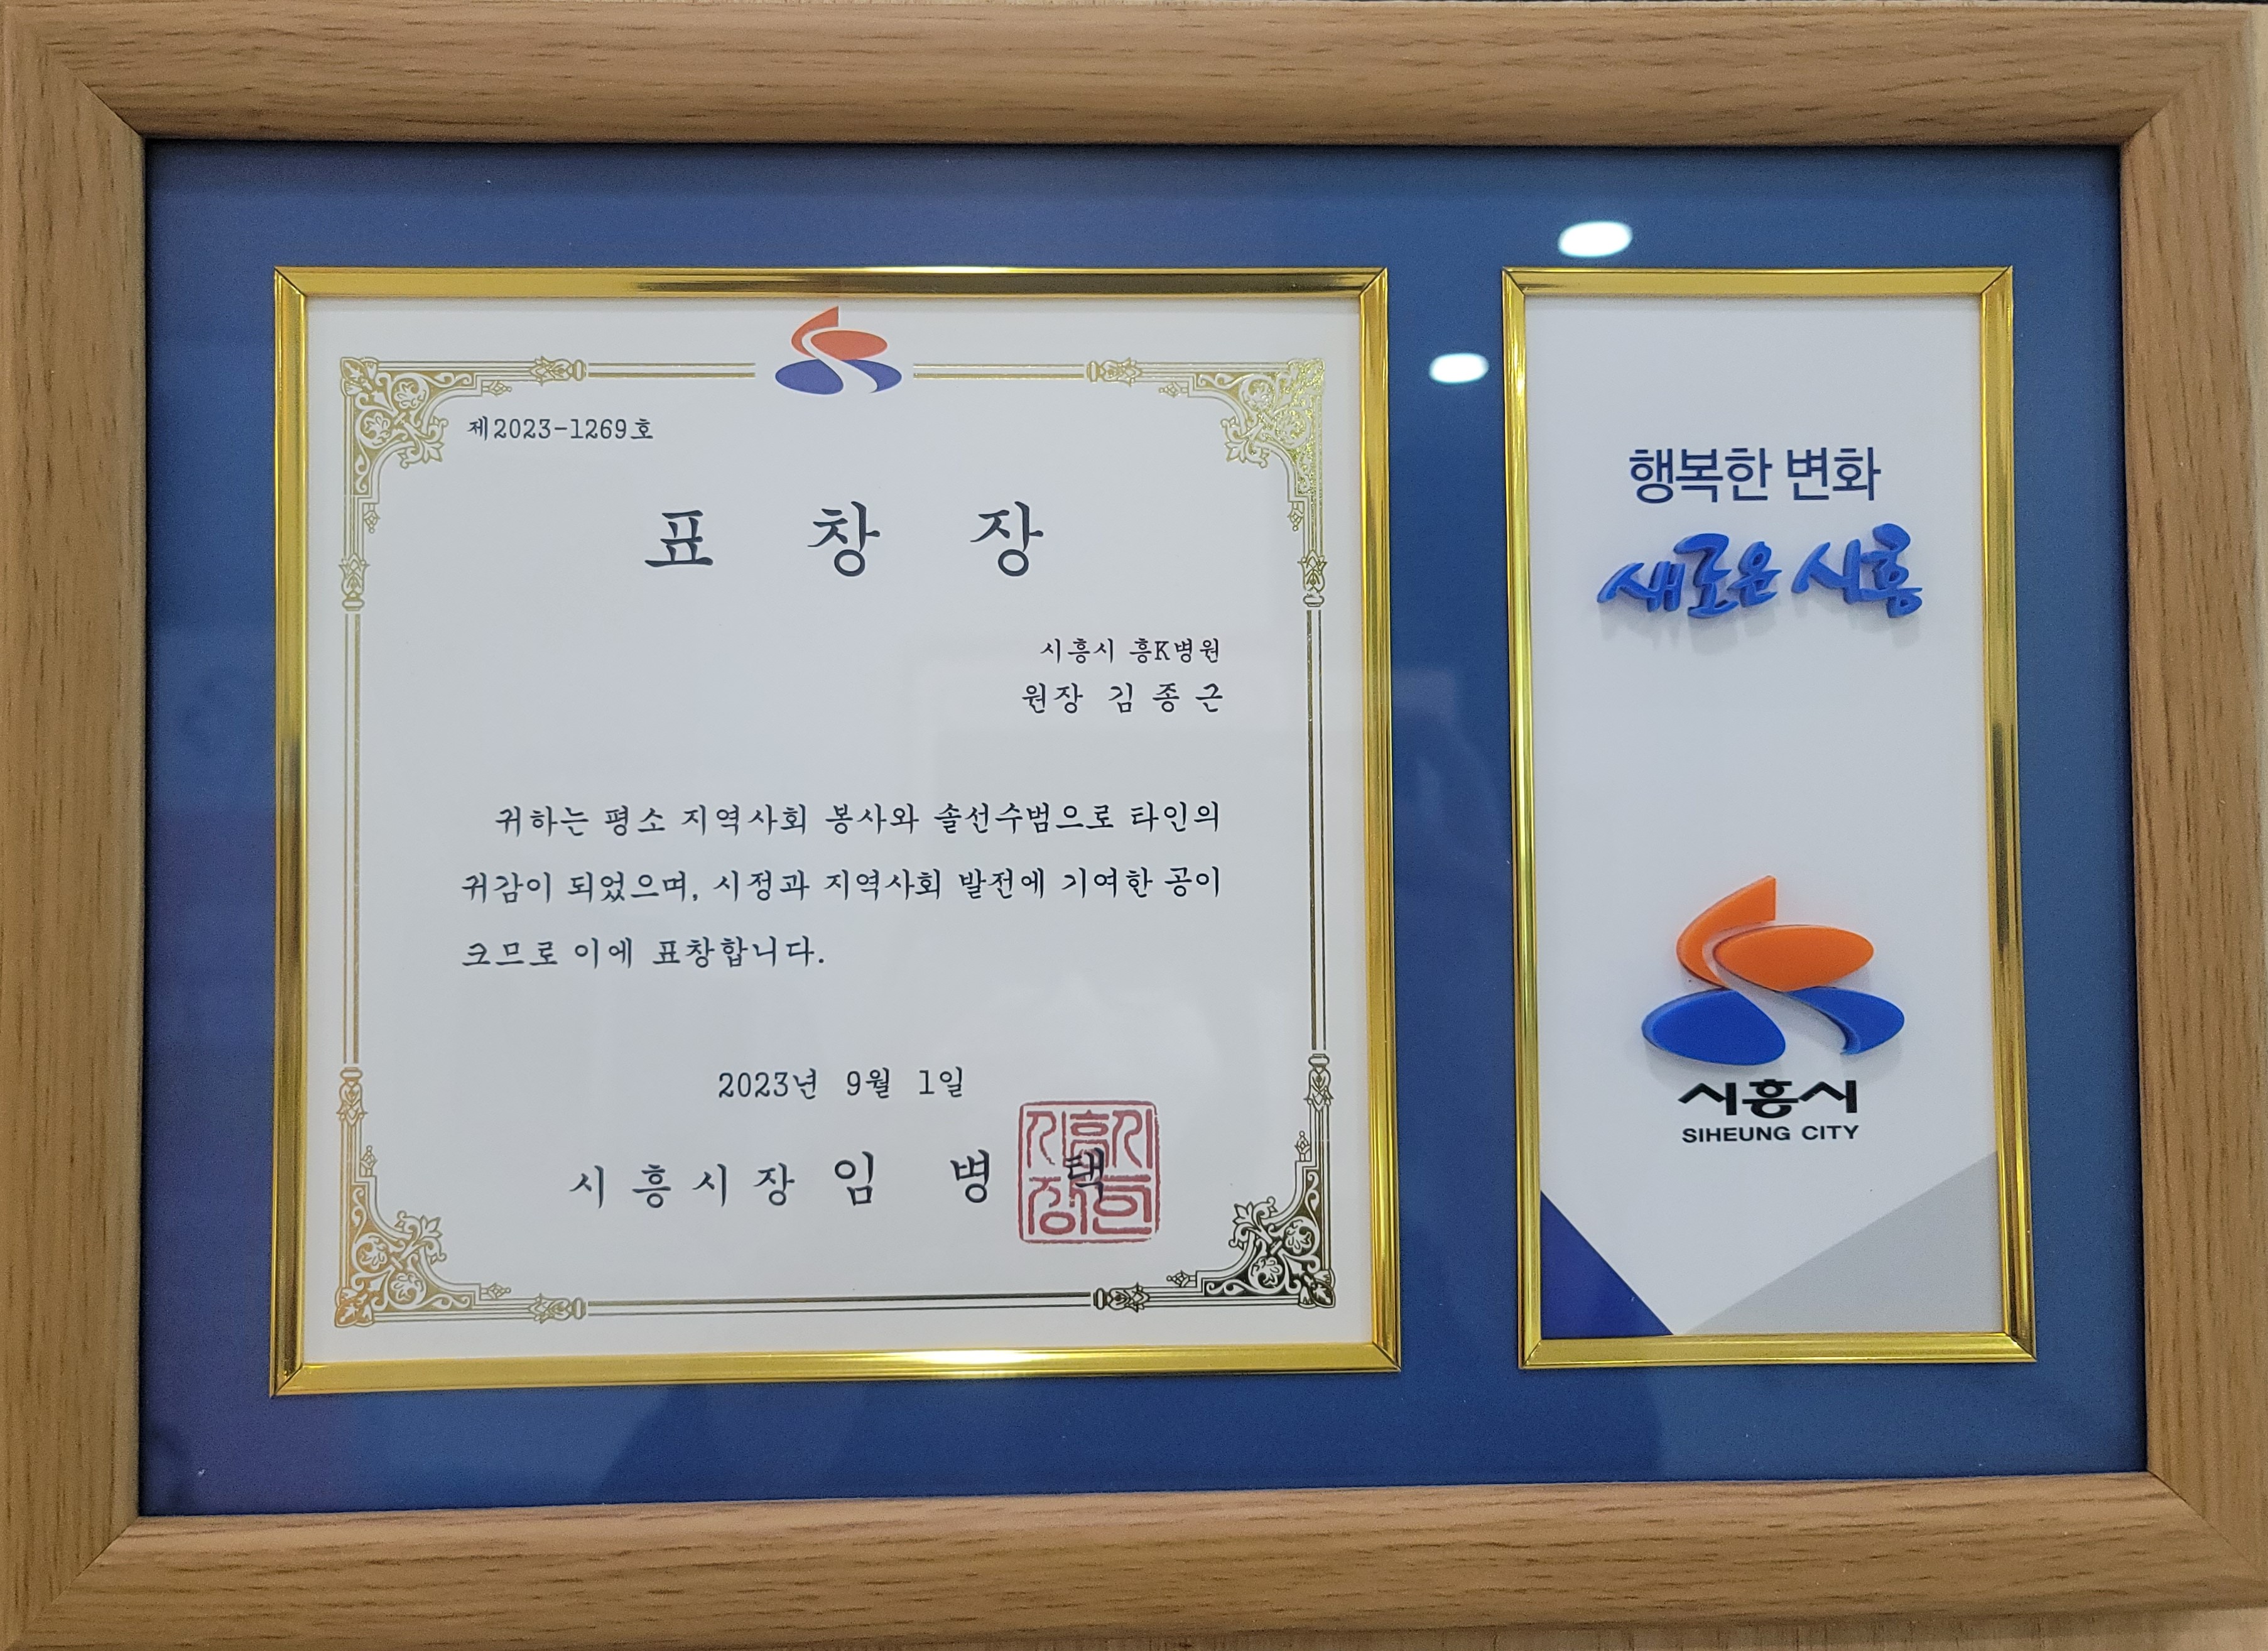 제2023-1269호
표 창 장
시흥시 흥K병원
원장 김 종 근
귀하는 평소 지역사회 봉사와 솔선수범으로 타인의
귀감이 되었으며, 시정과 지역사회 발전에 기여한 공이
크므로 이에 표창합니다.
2023년 9월 1일
시흥시장 임 병 택
시흥시
장의
행복한 변화
새로운 시흥
시흥시
SIHEUNG CITY